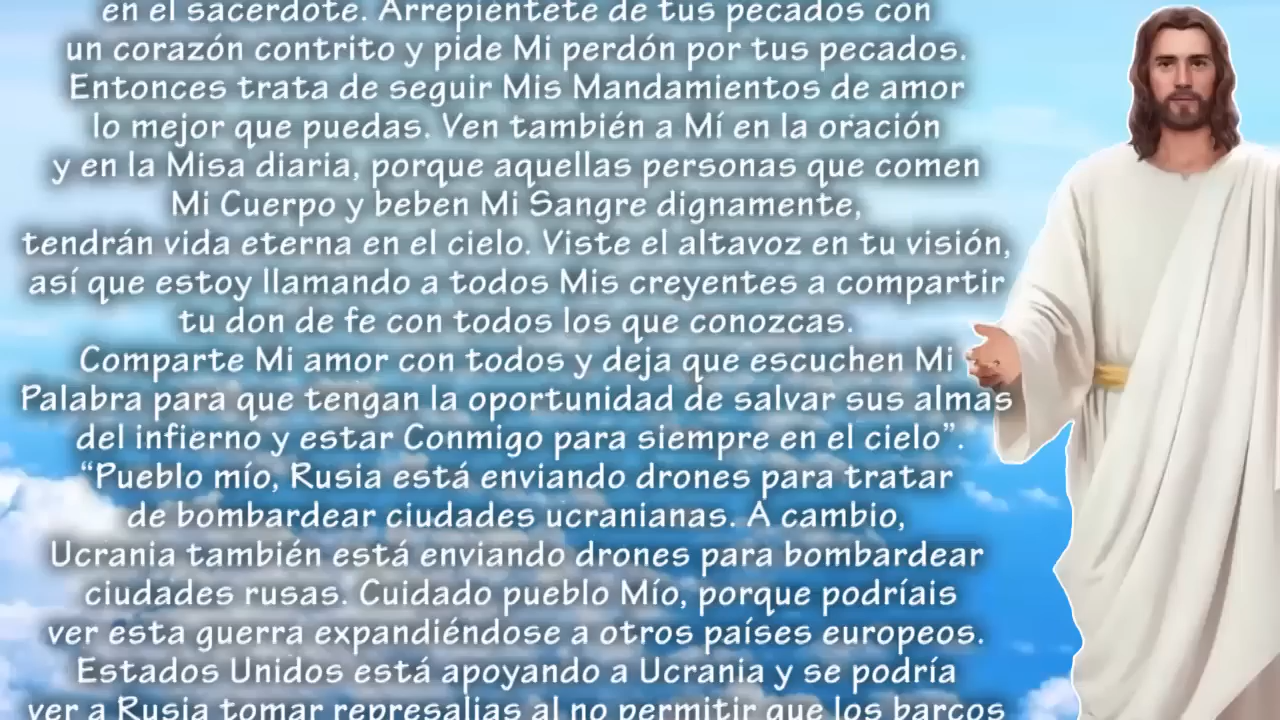 en el sacerdote. Arrepiéntete de tus pecados con
un corazón contrito y pide Mi perdón por tus pecados.
Entonces trata de seguir Mis Mandamientos de amor
lo mejor que puedas. Ven también a Mí en la oración
y en la Misa diaria, porque aquellas personas que comen
Mi Cuerpo y beben Mi Sangre dignamente,
tendrán vida eterna en el cielo. Viste el altavoz en tu visión,
así que estoy llamando a todos Mis creyentes a compartir
tu don de fe con todos los que conozcas.
Comparte Mi amor con todos y deja que escuchen Mi
Palabra para que tengan la oportunidad de salvar sus almas
del infierno y estar Conmigo para siempre en el cielo”.
“Pueblo mío, Rusia está enviando drones para tratar
de bombardear ciudades ucranianas. A cambio,
Ucrania también está enviando drones para bombardear
ciudades rusas. Cuidado pueblo Mío, porque podríais
ver esta guerra expandiéndose a otros países europeos.
Estados Unidos está apoyando a Ucrania y se podría
ver a Rusia tomar represalias al no permitir que los barcos